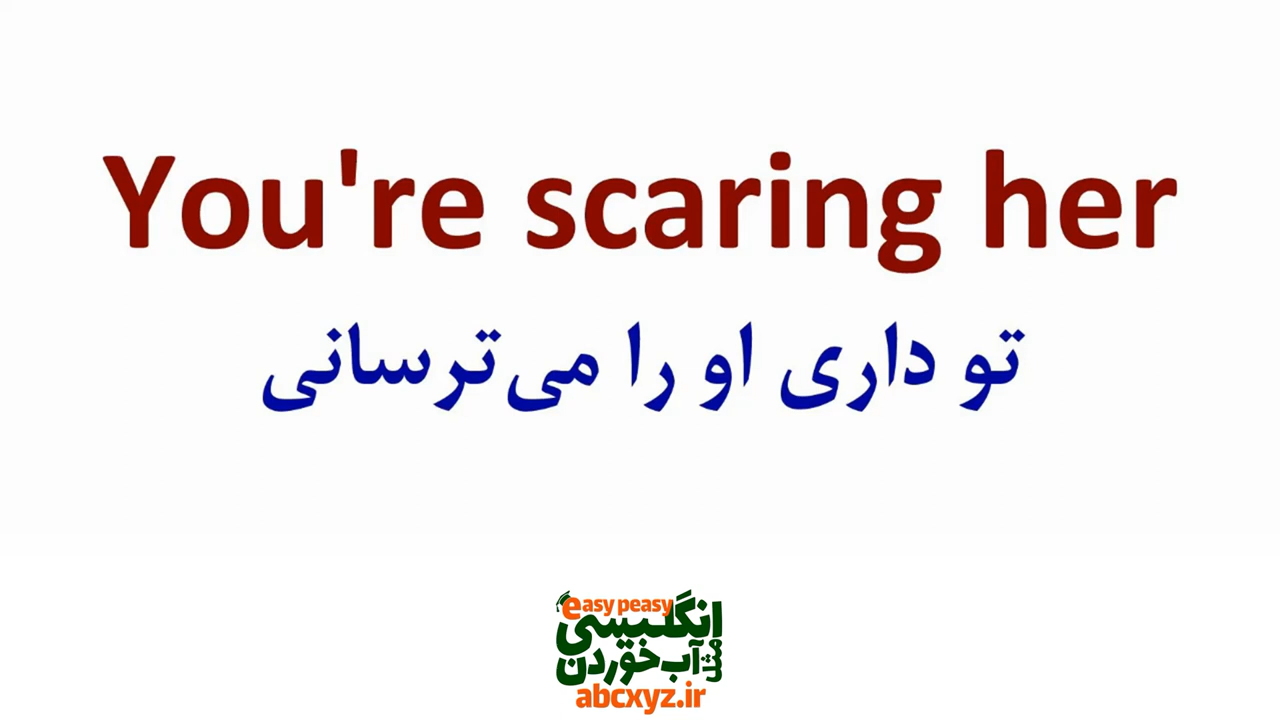 You're scaring her
تو داری او را می‌ترسانی
easy peasy
انگلیسی
مثل آب خوردن
abcxyz.ir